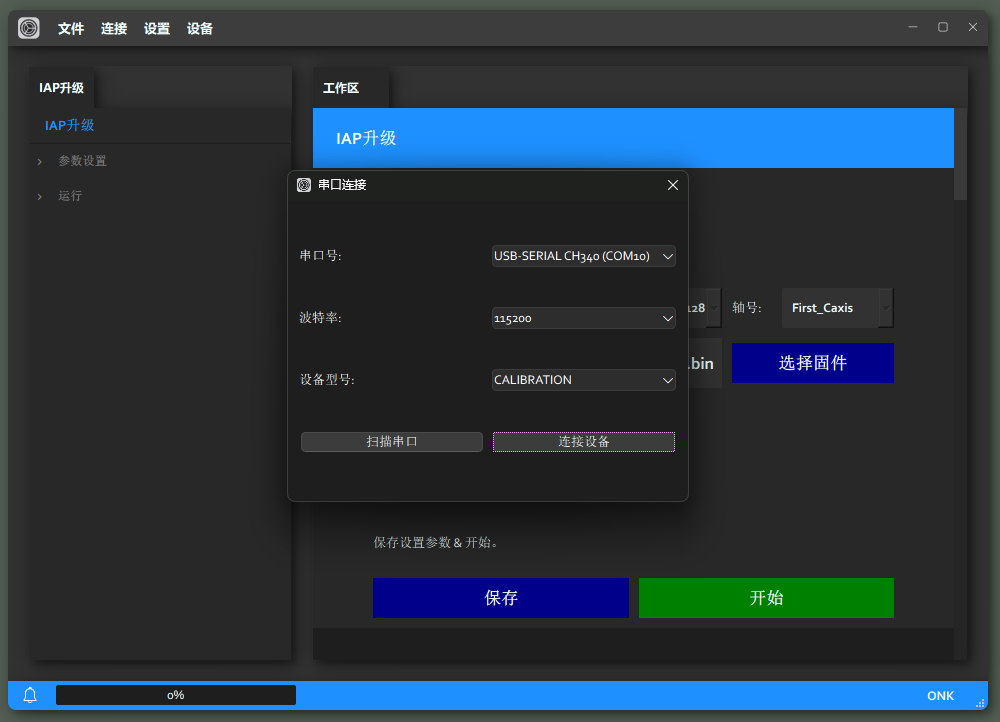 文件 连接 设置 设备
IAP升级
IAP升级
参数设置
运行
工作区
IAP升级
串口连接
串口号:
USB-SERIAL CH340 (COM10)
波特率:
115200
设备型号:
CALIBRATION
扫描串口
连接设备
128
轴号:
First_Caxis
.bin
选择固件
保存设置参数 & 开始。
保存
开始
0%
ONK